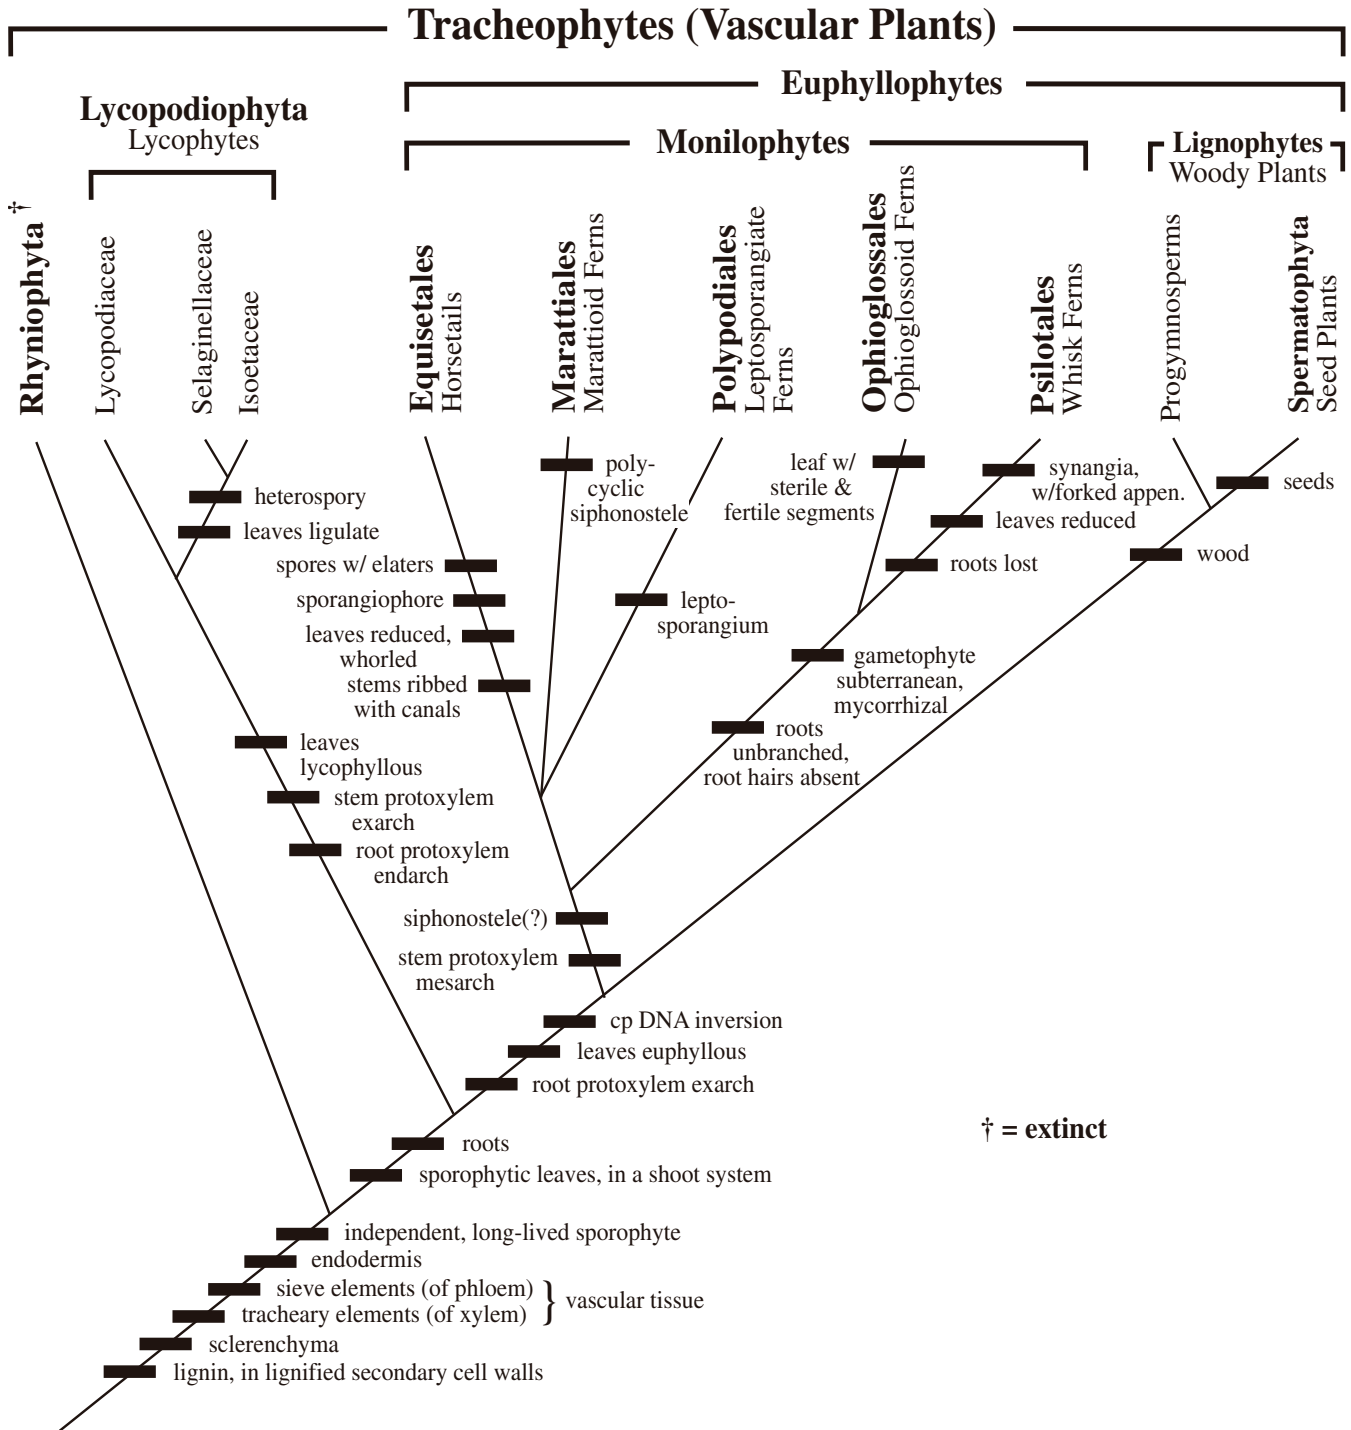 Tracheophytes (Vascular Plants)
Euphyllophytes
Lycopodiophyta
Lycophytes
Monilophytes
Lignophytes
Woody Plants
Rhyniophyta †
Lycopodiaceae
Selaginellaceae
Isoetaceae
Equisetales
Horsetails
Marattiales
Marattioid Ferns
Polypodiales
Leptosporangiate
Ferns
Ophioglossales
Ophioglossoid Ferns
Psilotales
Whisk Ferns
Progymnosperms
Spermatophyta
Seed Plants
heterospory
leaves ligulate
spores w/ elaters
sporangiophore
leaves reduced,
whorled
stems ribbed
with canals
poly-
cyclic
siphonostele
lepto-
sporangium
leaf w/
sterile &
fertile segments
synangia,
w/forked appen.
leaves reduced
roots lost
seeds
wood
gametophyte
subterranean,
mycorrhizal
roots
unbranched,
root hairs absent
leaves
lycophyllous
stem protoxylem
exarch
root protoxylem
endarch
siphonostele(?)
stem protoxylem
mesarch
cp DNA inversion
leaves euphyllous
root protoxylem exarch
† = extinct
roots
sporophytic leaves, in a shoot system
independent, long-lived sporophyte
endodermis
sieve elements (of phloem)
tracheary elements (of xylem) } vascular tissue
sclerenchyma
lignin, in lignified secondary cell walls